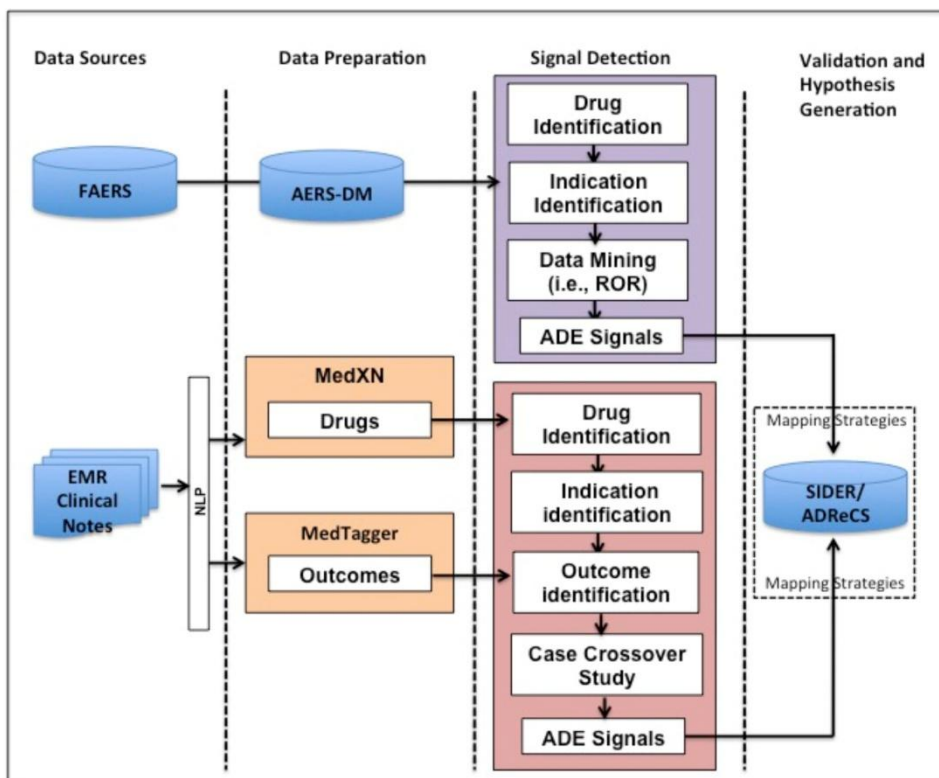 Data Sources
Data Preparation
Signal Detection
Validation and
Hypothesis
Generation
FAERS
AERS-DM
Drug
Identification
Indication
Identification
Data Mining
(i.e., ROR)
ADE Signals
EMR
Clinical
Notes
NLP
MedXN
Drugs
MedTagger
Outcomes
Drug
Identification
Indication
identification
Outcome
identification
Case Crossover
Study
ADE Signals
Mapping Strategies
SIDER/
ADReCS
Mapping Strategies